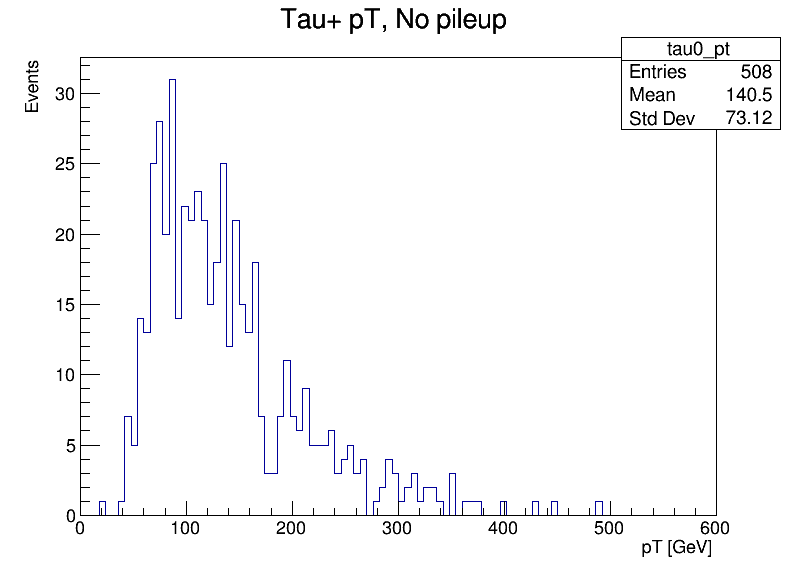 Tau+ pT, No pileup
tau0_pt
Entries 508
Mean 140.5
Std Dev 73.12
Events
30
25
20
15
10
5
0
0 100 200 300 400 500 600
pT [GeV]